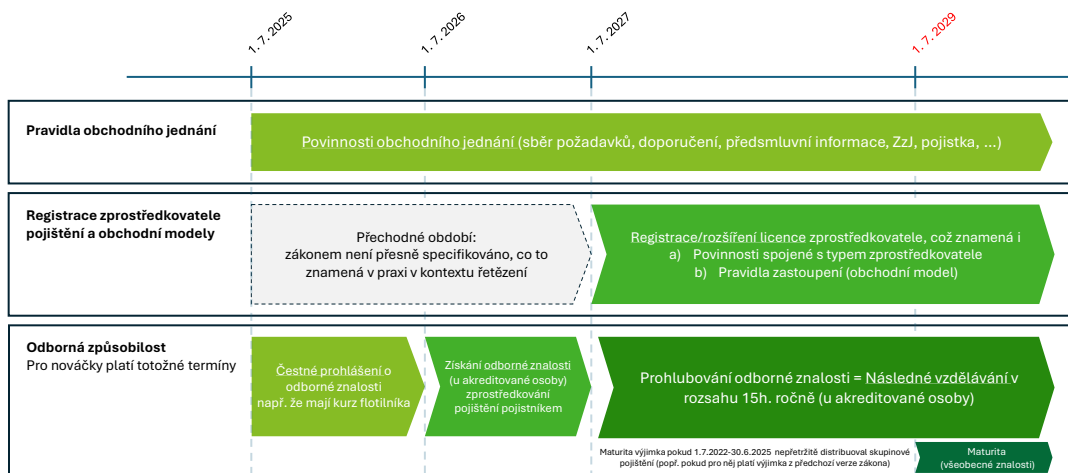 1. 7. 2025
1. 7. 2026
1. 7. 2027
1. 7. 2029
Pravidla obchodního jednání
Povinnosti obchodního jednání (sběr požadavků, doporučení, předsmluvní informace, ZzJ, pojistka, ...)
Registrace zprostředkovatele
pojištění a obchodní modely
Přechodné období:
zákonem není přesně specifikováno, co to
znamená v praxi v kontextu řetězení
Registrace/rozšíření licence zprostředkovatele, což znamená i
a) Povinnosti spojené s typem zprostředkovatele
b) Pravidla zastoupení (obchodní model)
Odborná způsobilost
Pro nováčky platí totožné termíny
Čestné prohlášení o
odborné znalosti
např. že mají kurz flotilníka
Získání odborné znalosti
(u akreditované osoby)
zprostředkování
pojištění pojistníkem
Prohlubování odborné znalosti = Následné vzdělávání v
rozsahu 15h. ročně (u akreditované osoby)
Maturita výjimka pokud 1.7.2022-30.6.2025 nepřetržitě distribuoval skupinové
pojištění (popř. pokud pro něj platí výjimka z předchozí verze zákona)
Maturita
(všeobecné znalosti)